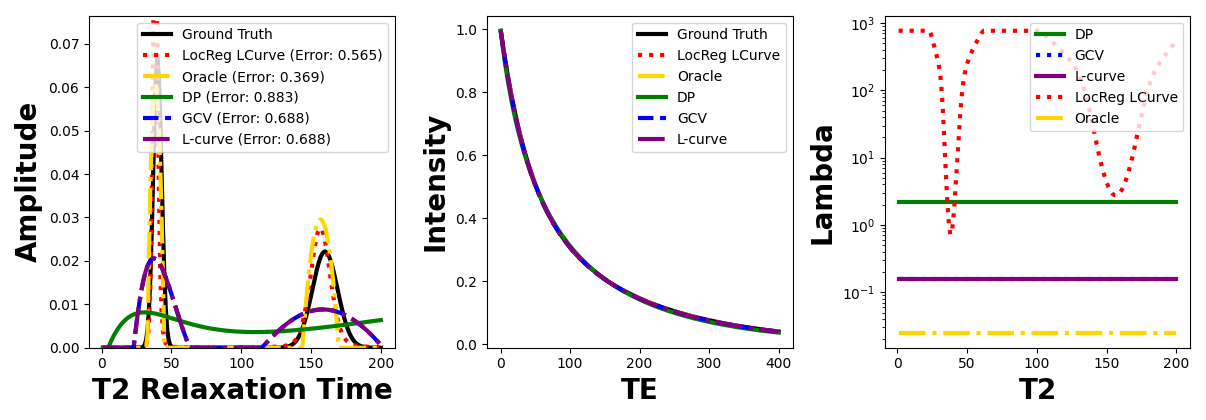 Amplitude
0.07
0.06
0.05
0.04
0.03
0.02
0.01
0.00
Ground Truth
LocReg LCurve (Error: 0.565)
Oracle (Error: 0.369)
DP (Error: 0.883)
GCV (Error: 0.688)
L-curve (Error: 0.688)
0 50 100 150 200
T2 Relaxation Time
Intensity
1.0
0.8
0.6
0.4
0.2
0.0
Ground Truth
LocReg LCurve
Oracle
DP
GCV
L-curve
0 100 200 300 400
TE
Lambda
10³
10²
10¹
10⁰
10⁻¹
DP
GCV
L-curve
LocReg LCurve
Oracle
0 50 100 150 200
T2